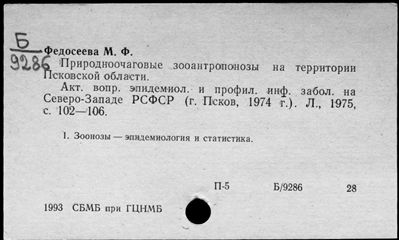 Б
9286
Федосеева М. Ф.
Природноочаговые зооантропонозы на территории
Псковской области.
Акт. вопр. эпидемиол. и профил. инф. забол. на
Северо-Западе РСФСР (г. Псков, 1974 г.). Л., 1975,
с. 102—106.
1. Зоонозы — эпидемиология и статистика.
П-5 Б/9286 28
1993 СБМБ при ГЦНМБ